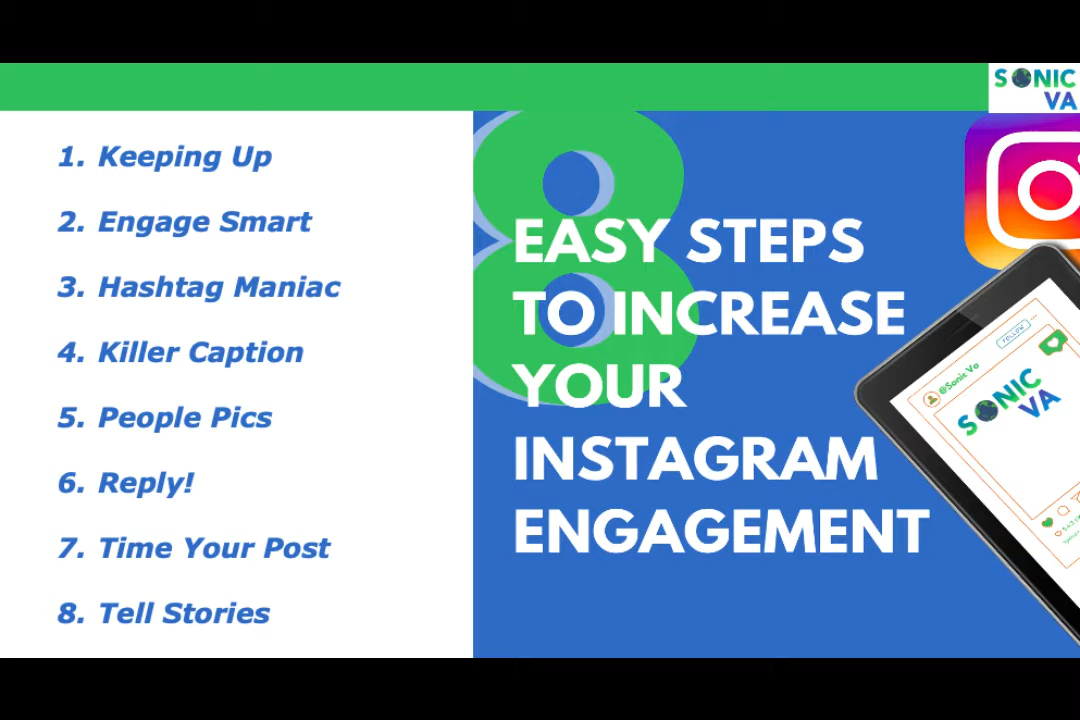 SONIC
VA
1. Keeping Up
2. Engage Smart
3. Hashtag Maniac
4. Killer Caption
5. People Pics
6. Reply!
7. Time Your Post
8. Tell Stories
8
EASY STEPS
TO INCREASE
YOUR
INSTAGRAM
ENGAGEMENT
FOLLOW
@Sonic Va
SONIC
VA